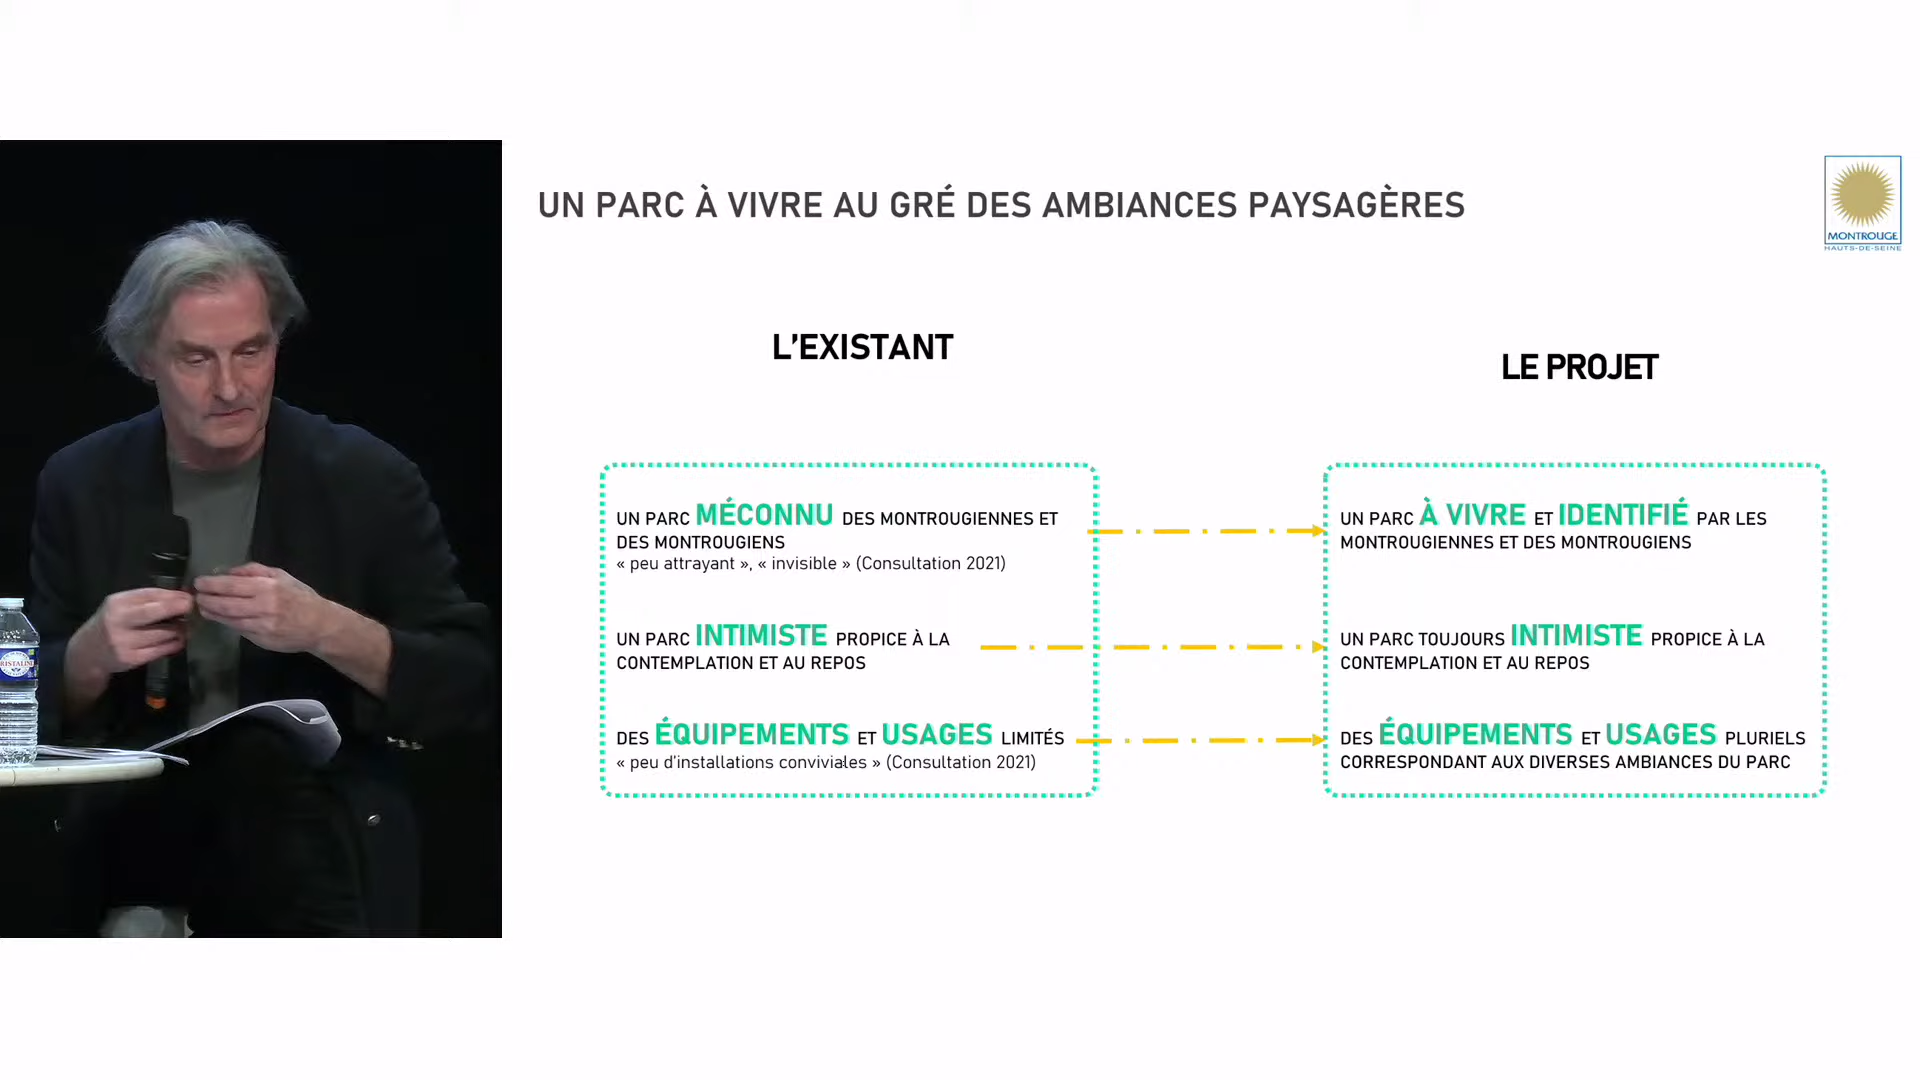 UN PARC À VIVRE AU GRÉ DES AMBIANCES PAYSAGÈRES
MONTROUGE
HAUTS-DE-SEINE
L'EXISTANT
UN PARC MÉCONNU DES MONTROUGIENNES ET
DES MONTROUGIENS
« peu attrayant », « invisible » (Consultation 2021)
UN PARC INTIMISTE PROPICE À LA
CONTEMPLATION ET AU REPOS
DES ÉQUIPEMENTS ET USAGES LIMITÉS
« peu d'installations conviviales » (Consultation 2021)
LE PROJET
UN PARC À VIVRE ET IDENTIFIÉ PAR LES
MONTROUGIENNES ET DES MONTROUGIENS
UN PARC TOUJOURS INTIMISTE PROPICE À LA
CONTEMPLATION ET AU REPOS
DES ÉQUIPEMENTS ET USAGES PLURIELS
CORRESPONDANT AUX DIVERSES AMBIANCES DU PARC